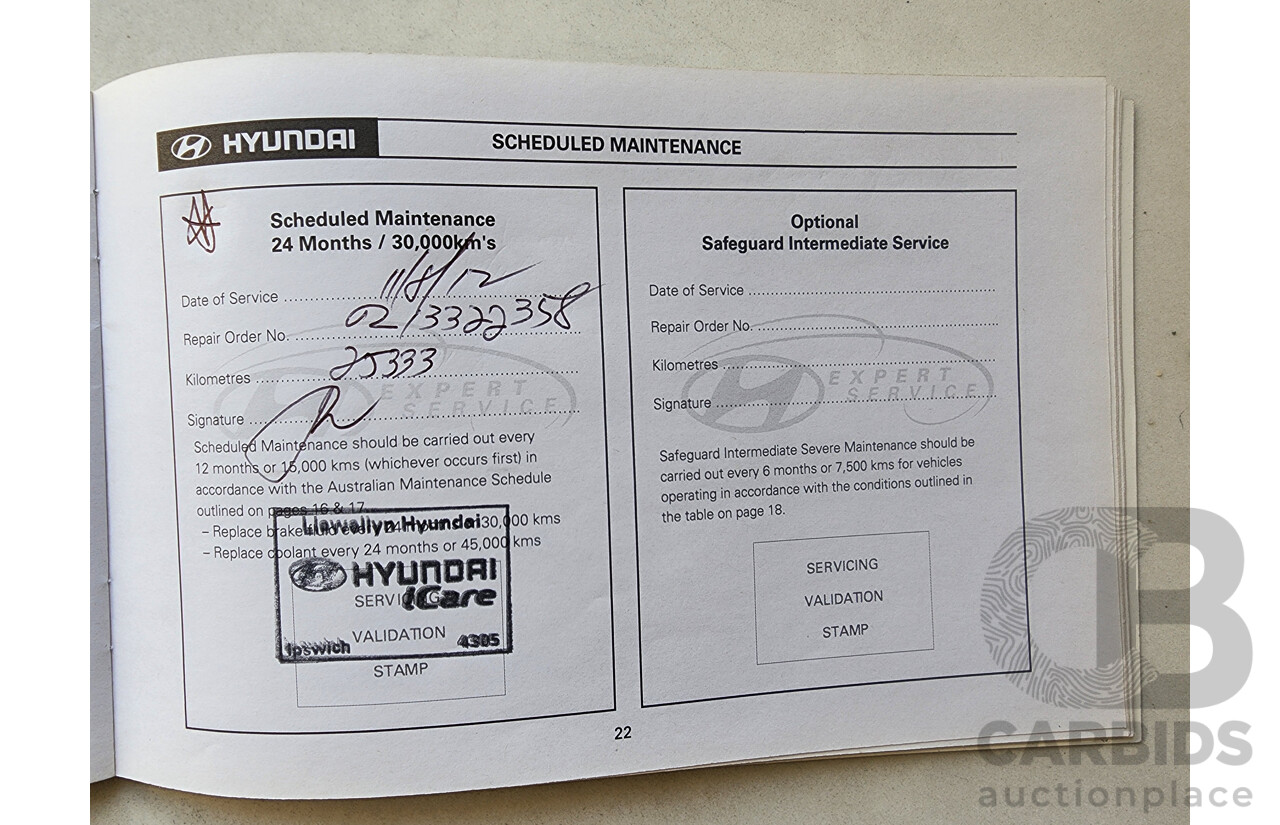 HYUNDAI
SCHEDULED MAINTENANCE
Scheduled Maintenance
24 Months / 30,000km's
Date of Service 11/8/12
Repair Order No. 02/3322358
Kilometres 25333
Signature
EXPERT
SERVICE
Scheduled Maintenance should be carried out every
12 months or 15,000 kms (whichever occurs first) in
accordance with the Australian Maintenance Schedule
outlined on pages 16 & 17.
– Replace brake fluid every 24 months or 30,000 kms
– Replace coolant every 24 months or 45,000 kms
Llewellyn Hyundai
HYUNDAI
iCare
SERVICING
VALIDATION
Ipswich 4305
STAMP
Optional
Safeguard Intermediate Service
Date of Service
Repair Order No.
Kilometres
EXPERT
SERVICE
Signature
Safeguard Intermediate Severe Maintenance should be
carried out every 6 months or 7,500 kms for vehicles
operating in accordance with the conditions outlined in
the table on page 18.
SERVICING
VALIDATION
STAMP
22
CARBIDS
auctionplace